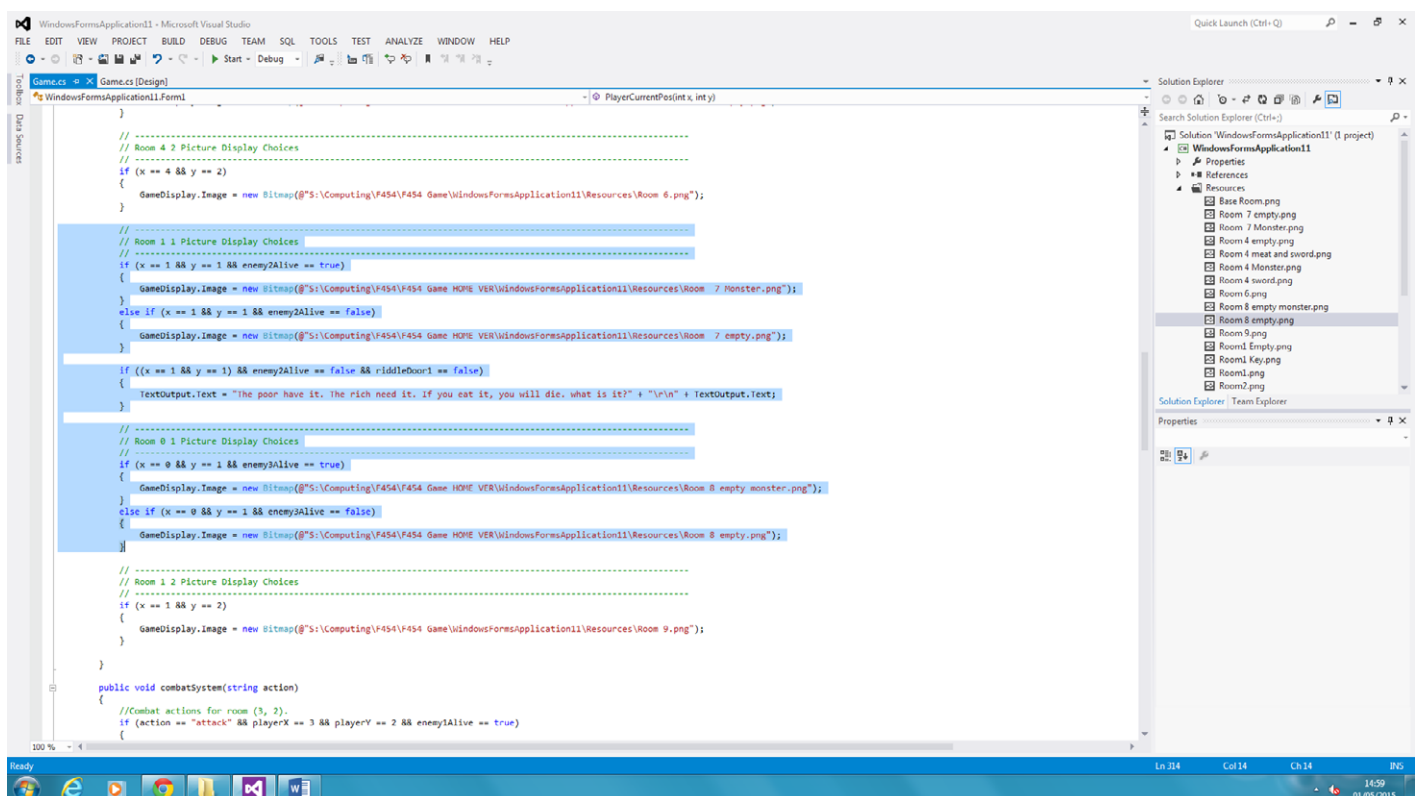 WindowsFormsApplication11 - Microsoft Visual Studio
Quick Launch (Ctrl+Q)
FILE EDIT VIEW PROJECT BUILD DEBUG TEAM SQL TOOLS TEST ANALYZE WINDOW HELP
Start - Debug
Toolbox
Data Sources
Game.cs Game.cs [Design]
WindowsFormsApplication11.Form1 PlayerCurrentPos(int x, int y)
}
// ----------------------------------------------------------------------------------------
// Room 4 2 Picture Display Choices
// ----------------------------------------------------------------------------------------
if (x == 4 && y == 2)
{
GameDisplay.Image = new Bitmap(@"S:\Computing\F454\F454 Game\WindowsFormsApplication11\Resources\Room 6.png");
}
// ----------------------------------------------------------------------------------------
// Room 1 1 Picture Display Choices
// ----------------------------------------------------------------------------------------
if (x == 1 && y == 1 && enemy2Alive == true)
{
GameDisplay.Image = new Bitmap(@"S:\Computing\F454\F454 Game HOME VER\WindowsFormsApplication11\Resources\Room  7 Monster.png");
}
else if (x == 1 && y == 1 && enemy2Alive == false)
{
GameDisplay.Image = new Bitmap(@"S:\Computing\F454\F454 Game HOME VER\WindowsFormsApplication11\Resources\Room  7 empty.png");
}
if ((x == 1 && y == 1) && enemy2Alive == false && riddleDoor1 == false)
{
TextOutput.Text = "The poor have it. The rich need it. If you eat it, you will die. what is it?" + "\r\n" + TextOutput.Text;
}
// ----------------------------------------------------------------------------------------
// Room 0 1 Picture Display Choices
// ----------------------------------------------------------------------------------------
if (x == 0 && y == 1 && enemy3Alive == true)
{
GameDisplay.Image = new Bitmap(@"S:\Computing\F454\F454 Game HOME VER\WindowsFormsApplication11\Resources\Room 8 empty monster.png");
}
else if (x == 0 && y == 1 && enemy3Alive == false)
{
GameDisplay.Image = new Bitmap(@"S:\Computing\F454\F454 Game HOME VER\WindowsFormsApplication11\Resources\Room 8 empty.png");
}
// ----------------------------------------------------------------------------------------
// Room 1 2 Picture Display Choices
// ----------------------------------------------------------------------------------------
if (x == 1 && y == 2)
{
GameDisplay.Image = new Bitmap(@"S:\Computing\F454\F454 Game\WindowsFormsApplication11\Resources\Room 9.png");
}
}
public void combatSystem(string action)
{
//Combat actions for room (3, 2).
if (action == "attack" && playerX == 3 && playerY == 2 && enemy1Alive == true)
{
100 %
Solution Explorer
Search Solution Explorer (Ctrl+;)
Solution 'WindowsFormsApplication11' (1 project)
WindowsFormsApplication11
Properties
References
Resources
Base Room.png
Room  7 empty.png
Room  7 Monster.png
Room 4 empty.png
Room 4 meat and sword.png
Room 4 Monster.png
Room 4 sword.png
Room 6.png
Room 8 empty monster.png
Room 8 empty.png
Room 9.png
Room1 Empty.png
Room1 Key.png
Room1.png
Room2.png
Solution Explorer Team Explorer
Properties
Ready
Ln 314 Col 14 Ch 14 INS
14:59
01/05/2015